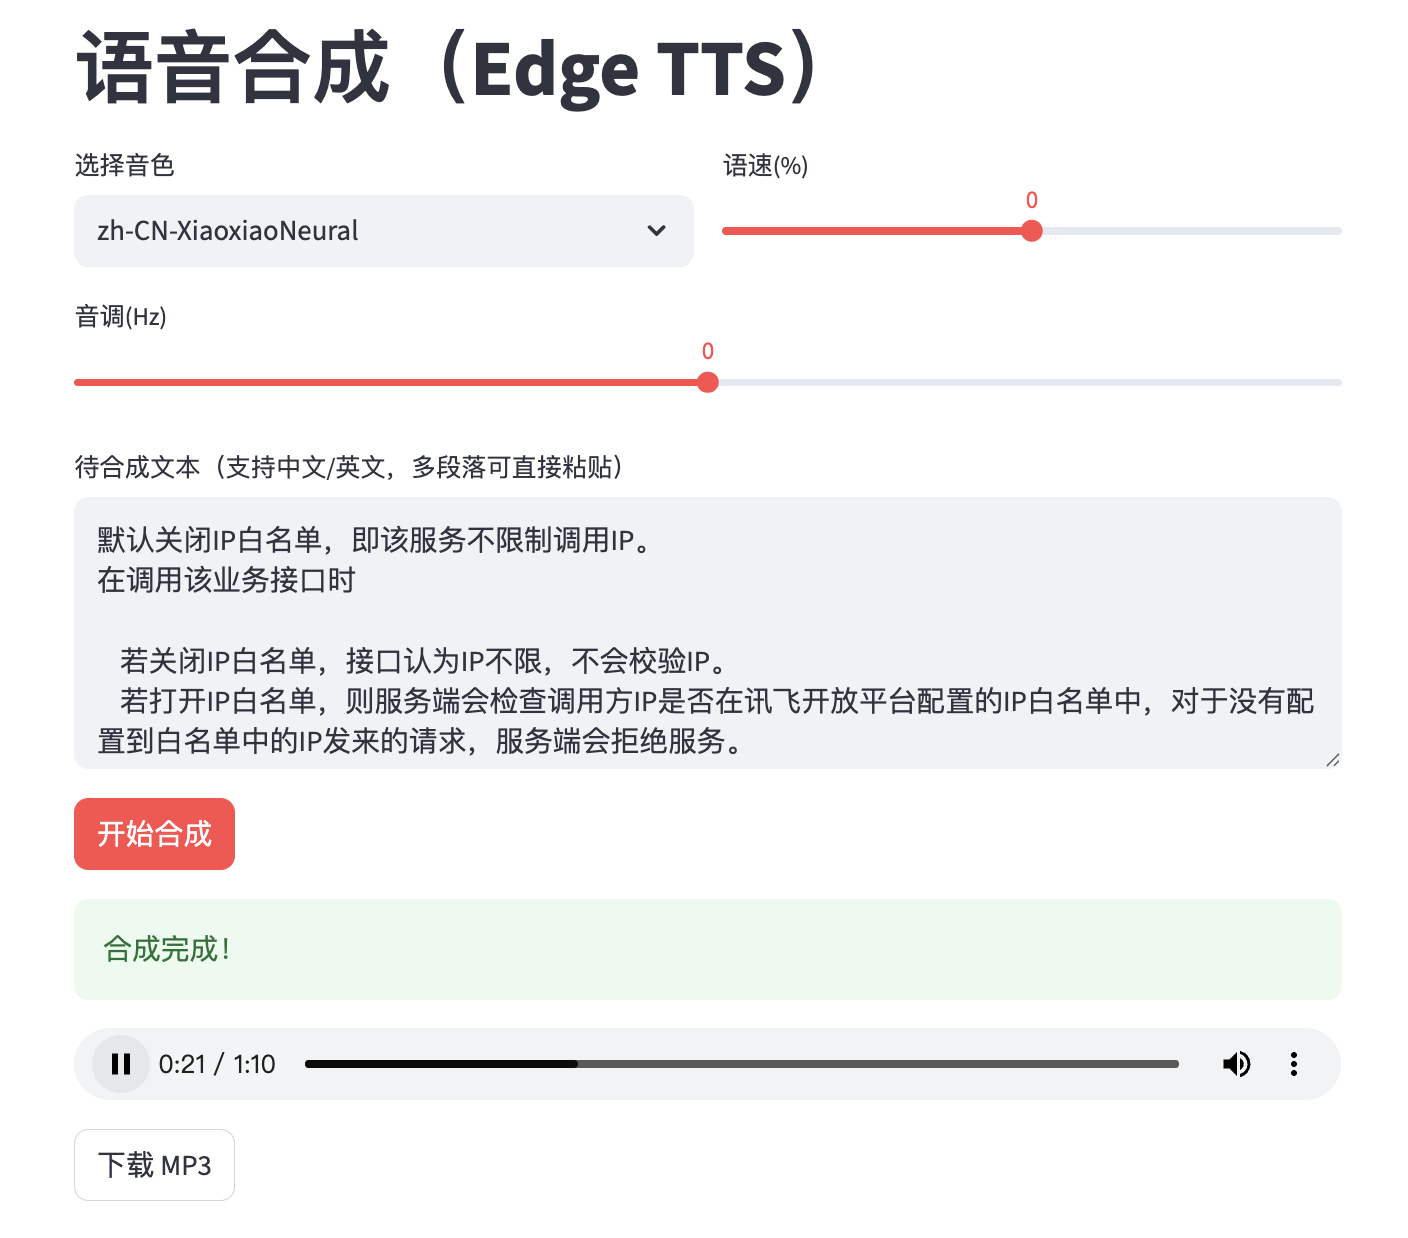 语音合成（Edge TTS）
选择音色
语速(%)
zh-CN-XiaoxiaoNeural
0
音调(Hz)
0
待合成文本（支持中文/英文，多段落可直接粘贴）
默认关闭IP白名单，即该服务不限制调用IP。
在调用该业务接口时
若关闭IP白名单，接口认为IP不限，不会校验IP。
若打开IP白名单，则服务端会检查调用方IP是否在讯飞开放平台配置的IP白名单中，对于没有配
置到白名单中的IP发来的请求，服务端会拒绝服务。
开始合成
合成完成！
0:21 / 1:10
下载 MP3